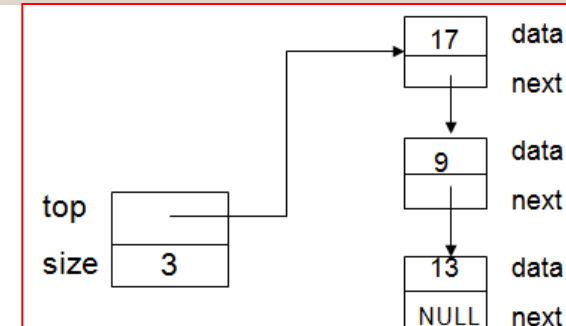 17 data
next
9 data
next
top
size 3
13 data
NULL next